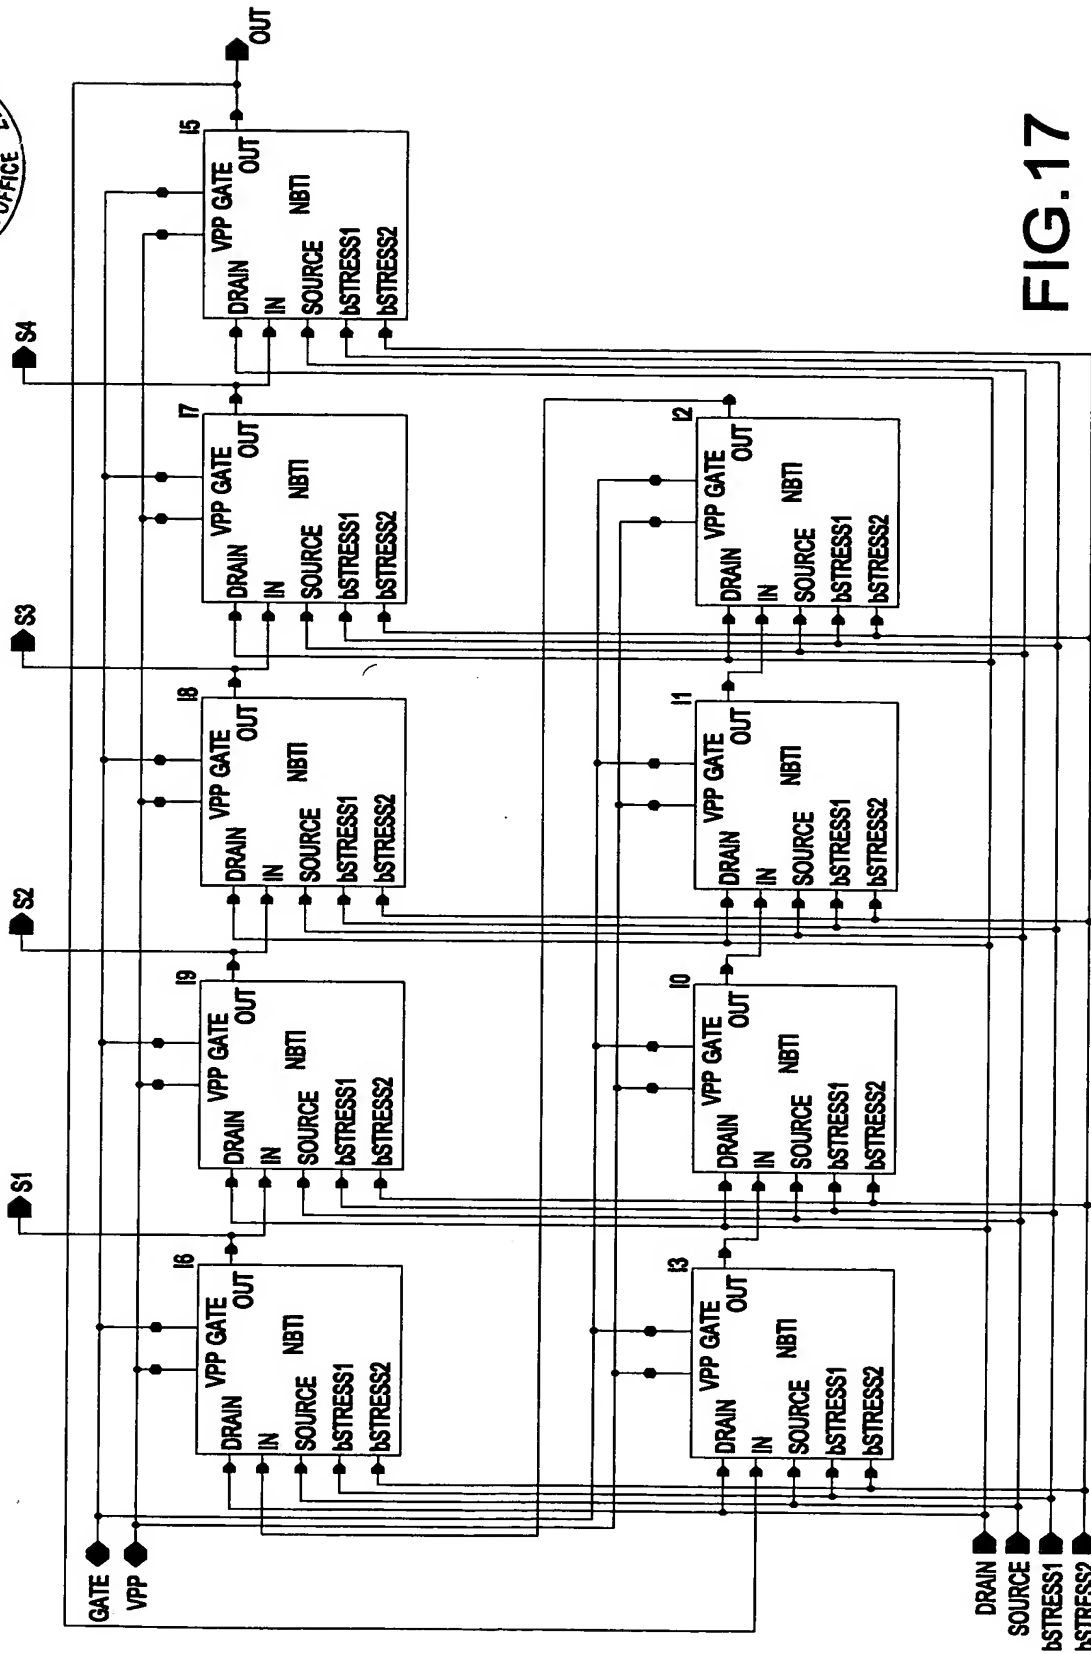 OFFICE
S1
S2
S3
S4
GATE
VPP
OUT
I6
VPP GATE
OUT
DRAIN
NBTI
IN
SOURCE
bSTRESS1
bSTRESS2
I9
VPP GATE
OUT
DRAIN
NBTI
IN
SOURCE
bSTRESS1
bSTRESS2
I8
VPP GATE
OUT
DRAIN
NBTI
IN
SOURCE
bSTRESS1
bSTRESS2
I7
VPP GATE
OUT
DRAIN
NBTI
IN
SOURCE
bSTRESS1
bSTRESS2
I5
VPP GATE
OUT
DRAIN
NBTI
IN
SOURCE
bSTRESS1
bSTRESS2
I3
VPP GATE
OUT
DRAIN
NBTI
IN
SOURCE
bSTRESS1
bSTRESS2
I0
VPP GATE
OUT
DRAIN
NBTI
IN
SOURCE
bSTRESS1
bSTRESS2
I1
VPP GATE
OUT
DRAIN
NBTI
IN
SOURCE
bSTRESS1
bSTRESS2
I2
VPP GATE
OUT
DRAIN
NBTI
IN
SOURCE
bSTRESS1
bSTRESS2
DRAIN
SOURCE
bSTRESS1
bSTRESS2
FIG.17